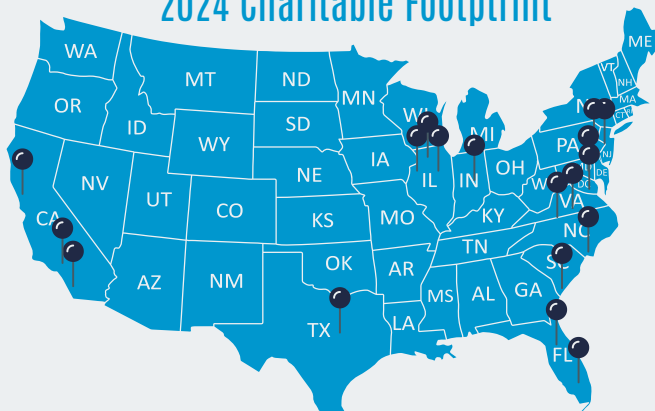 2024 Charitable Footprint
ME
WA
VT
NH
MT
ND
MN
MA
OR
CT
SD
ID
WY
PA
IA
NJ
NE
OH
IL
IN
DE
NV
UT
CO
DC
VA
KS
MO
KY
CA
NC
TN
OK
AZ
NM
AR
SC
MS
AL
GA
TX
LA
FL